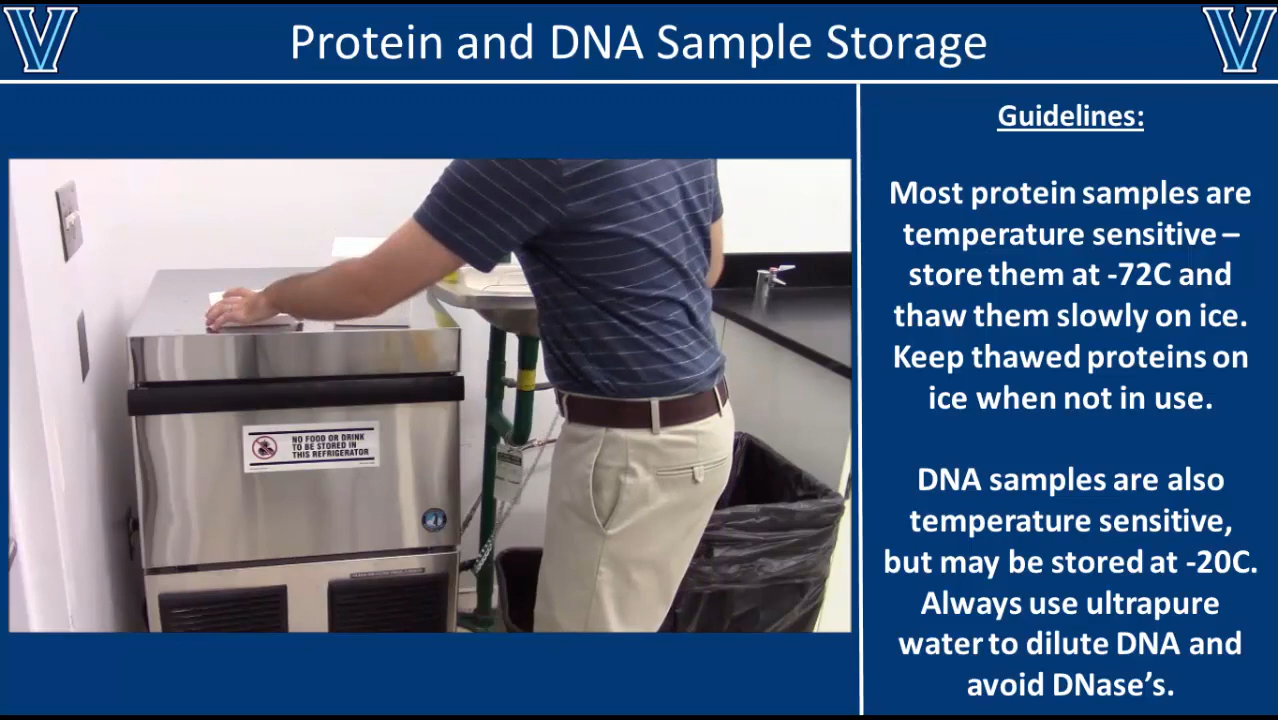 V
Protein and DNA Sample Storage
V
Guidelines:
Most protein samples are
temperature sensitive –
store them at -72C and
thaw them slowly on ice.
Keep thawed proteins on
ice when not in use.
DNA samples are also
temperature sensitive,
but may be stored at -20C.
Always use ultrapure
water to dilute DNA and
avoid DNase's.
NO FOOD OR DRINK
TO BE STORED IN
THIS REFRIGERATOR